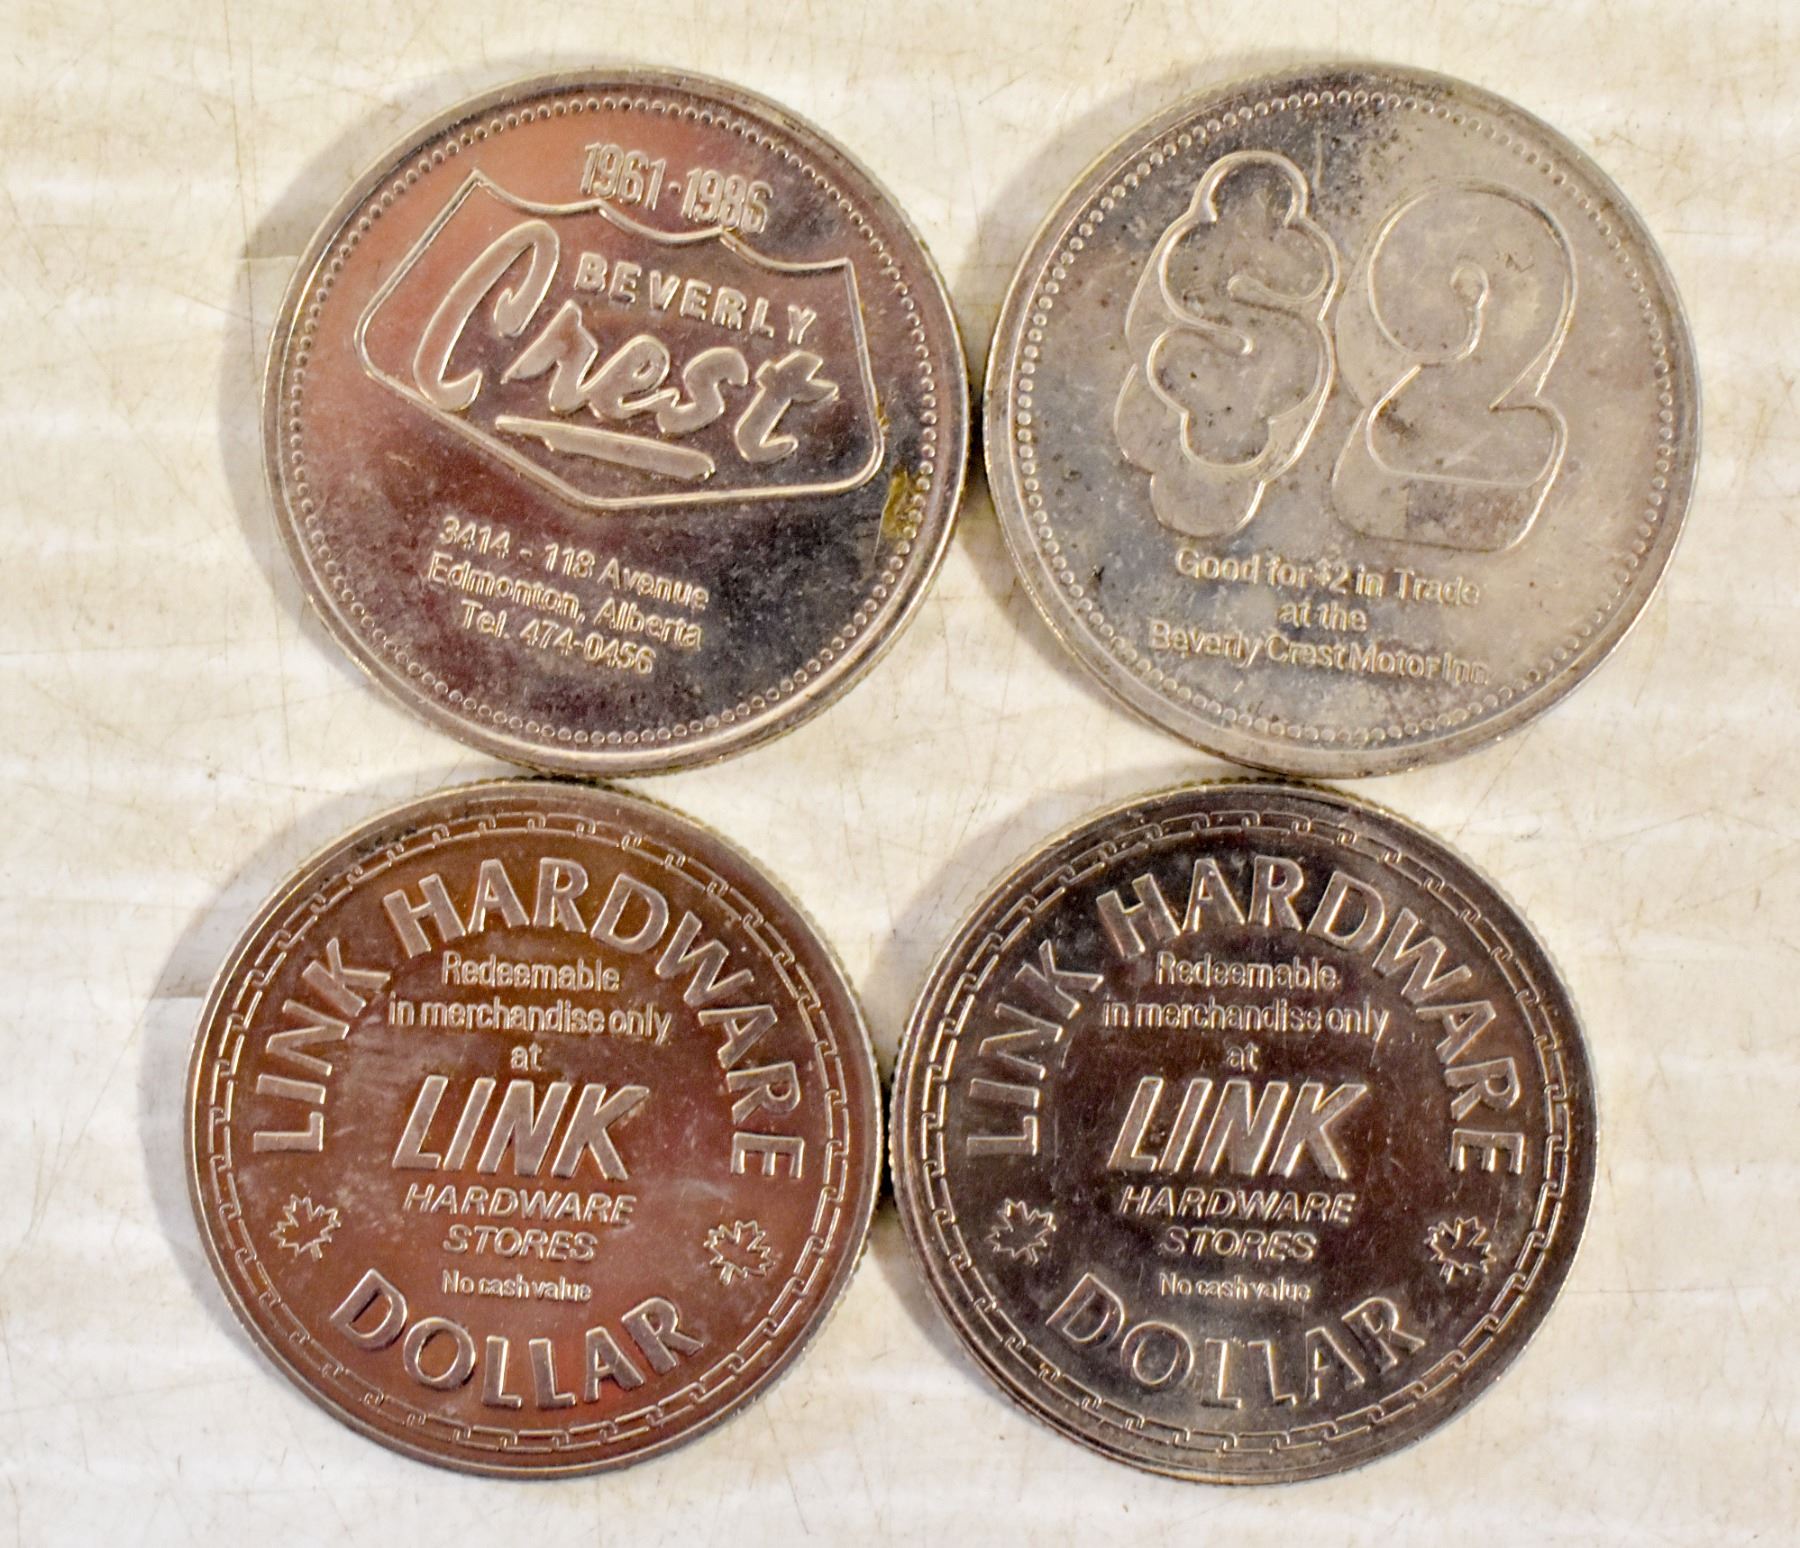 1961-1986
BEVERLY
Crest
3414 - 118 Avenue
Edmonton, Alberta
Tel. 474-0456
$2
Good for $2 in Trade
at the
Beverly Crest Motor Inn.
LINK HARDWARE
Redeemable
in merchandise only
at
LINK
HARDWARE
STORES
No cash value
DOLLAR
LINK HARDWARE
Redeemable
in merchandise only
at
LINK
HARDWARE
STORES
No cash value
DOLLAR